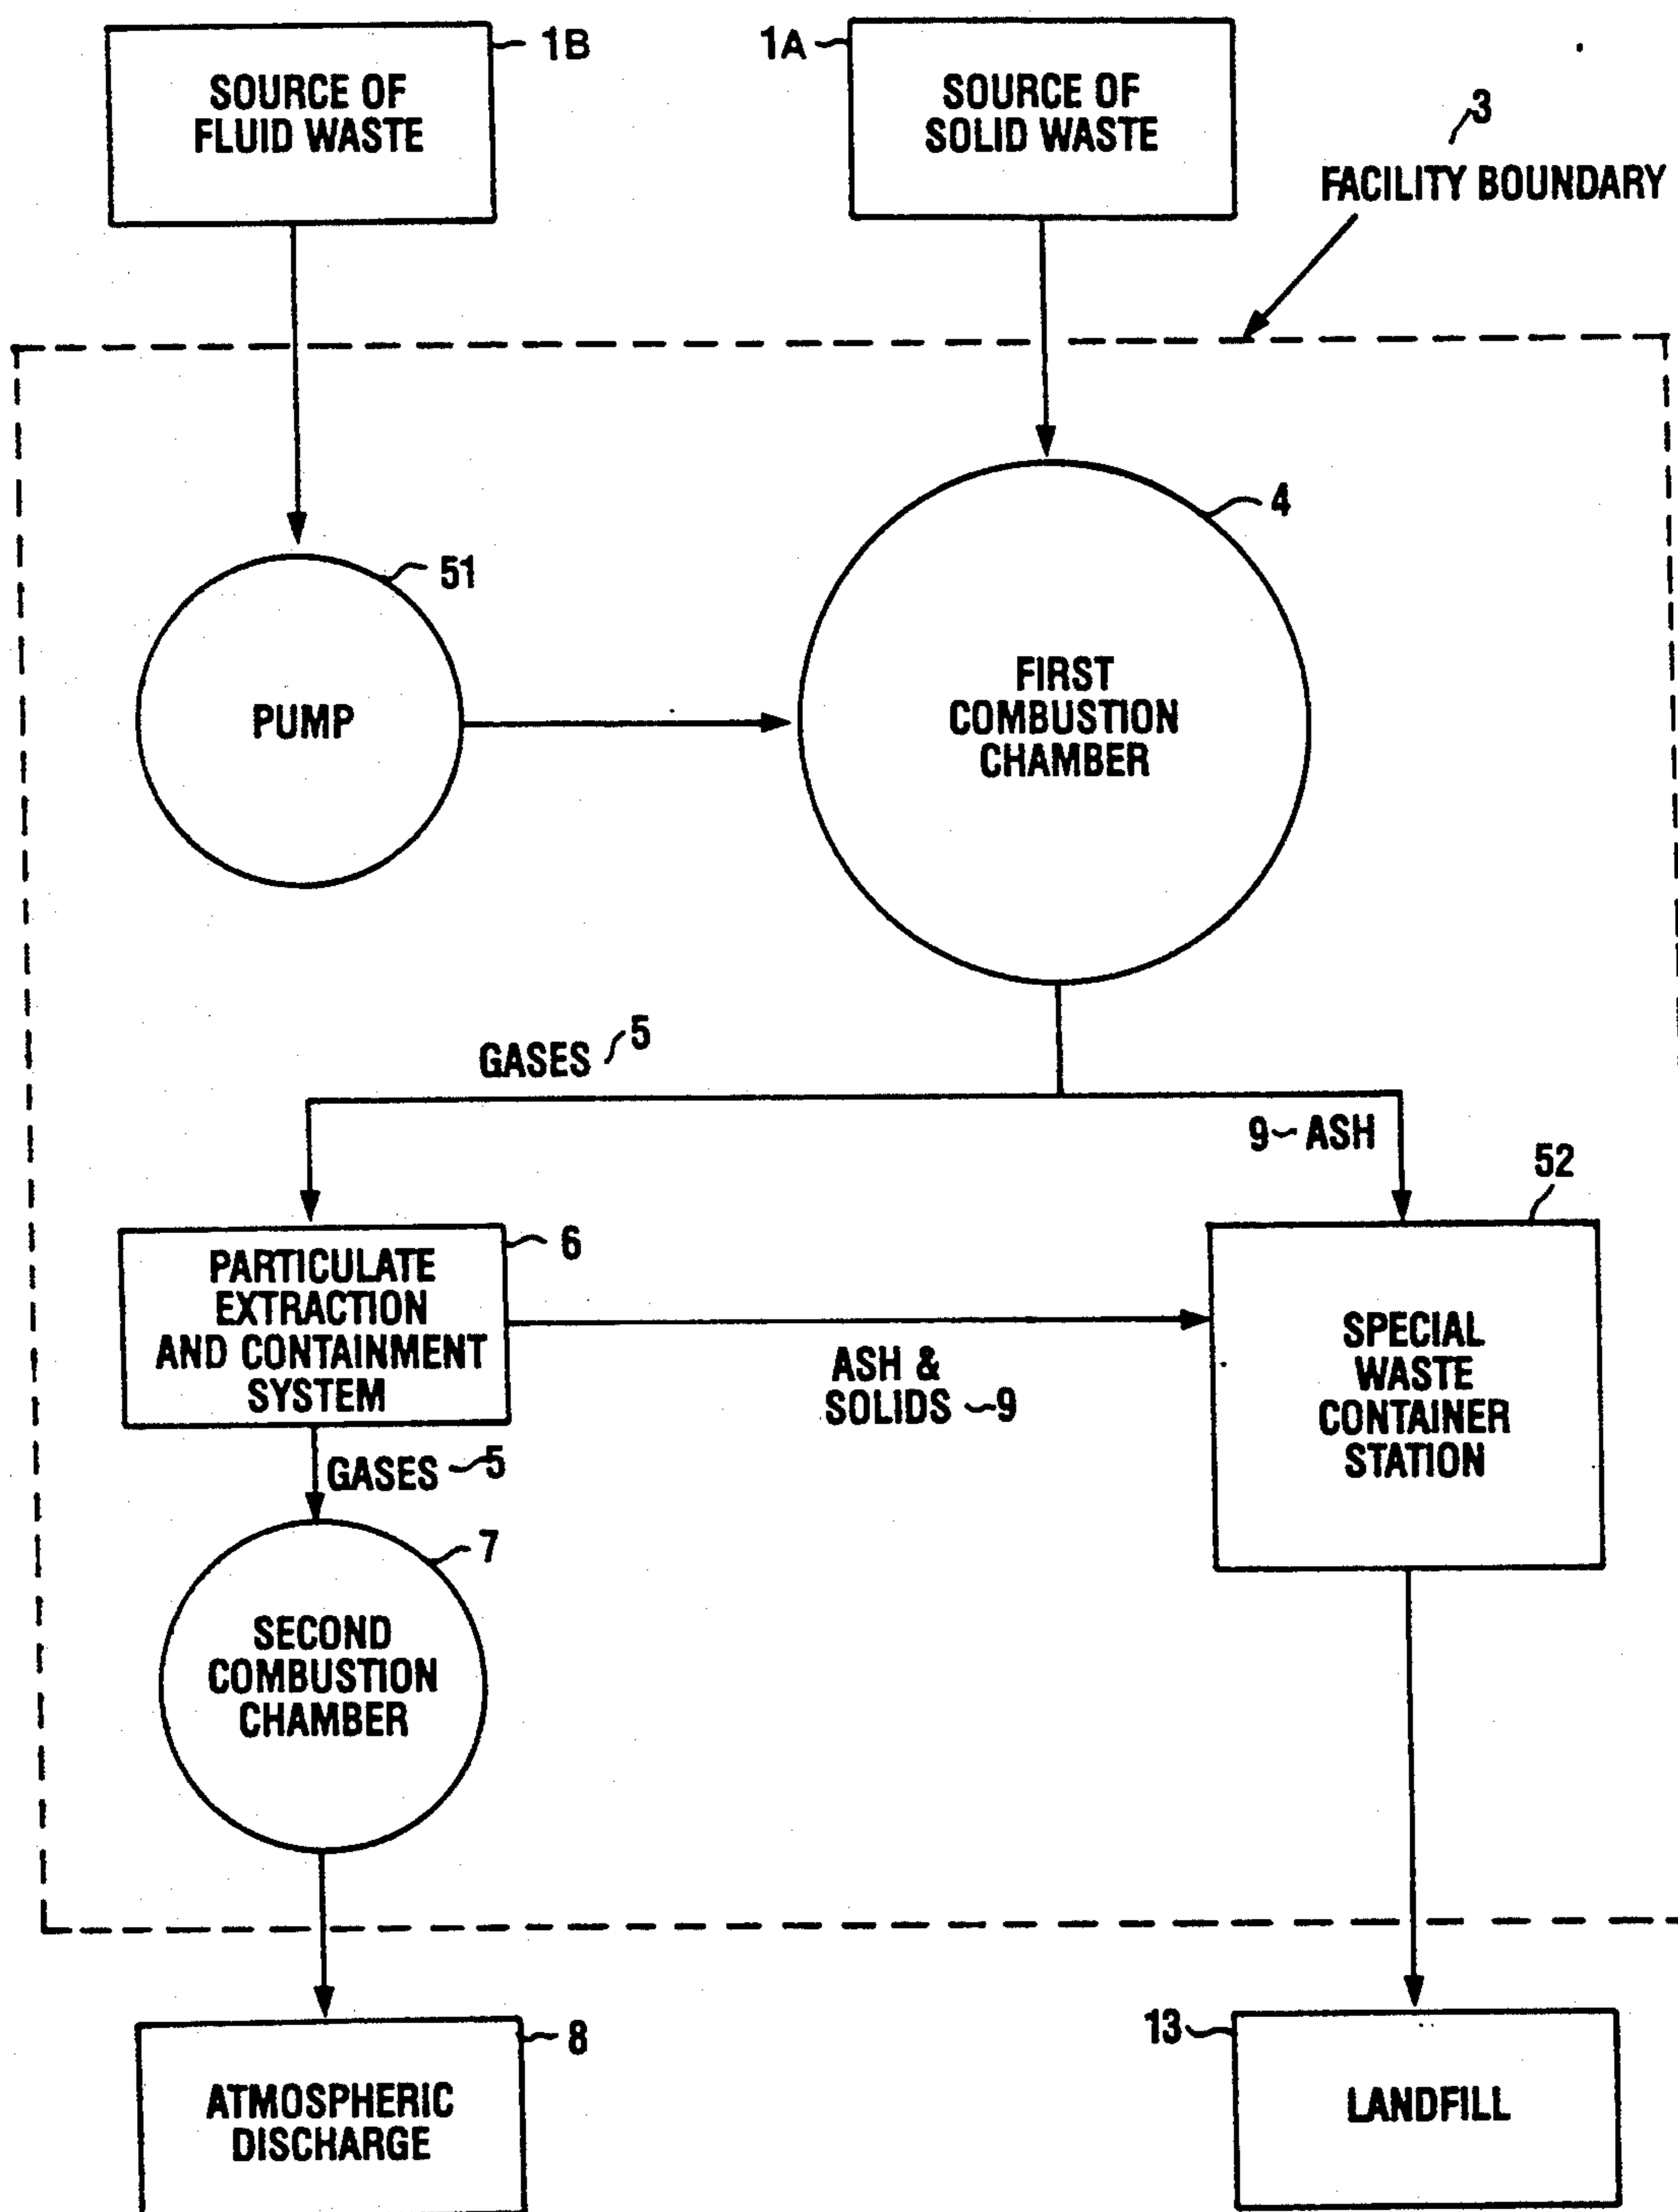 1B
SOURCE OF
FLUID WASTE
1A
SOURCE OF
SOLID WASTE
3
FACILITY BOUNDARY
51
PUMP
4
FIRST
COMBUSTION
CHAMBER
GASES 5
9 ASH
6
PARTICULATE
EXTRACTION
AND CONTAINMENT
SYSTEM
ASH &
SOLIDS 9
52
SPECIAL
WASTE
CONTAINER
STATION
GASES 5
7
SECOND
COMBUSTION
CHAMBER
8
ATMOSPHERIC
DISCHARGE
13
LANDFILL